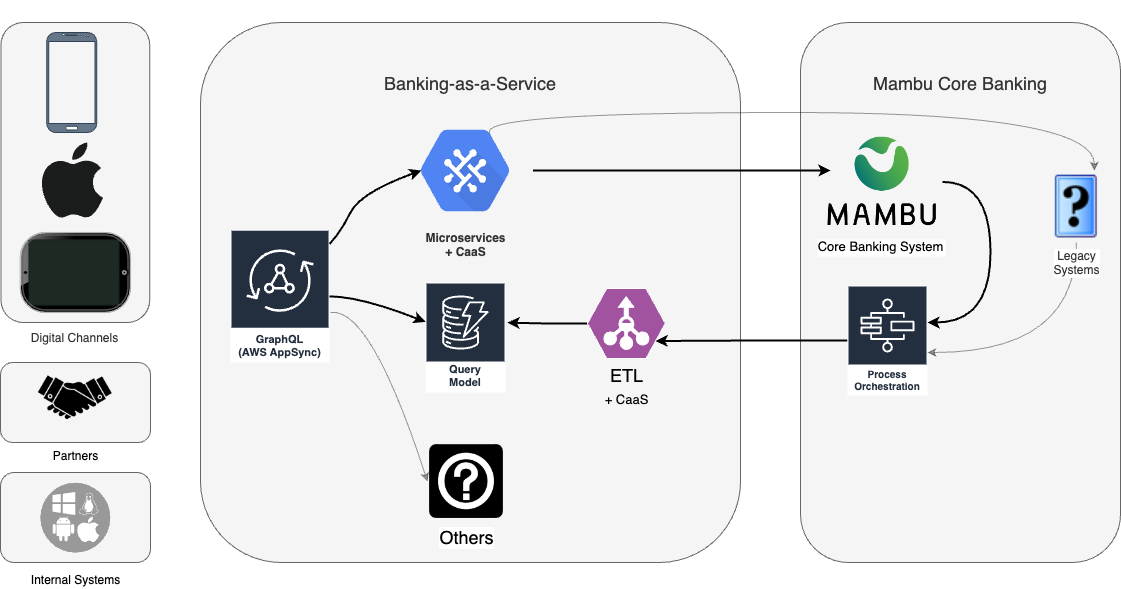 Banking-as-a-Service
Mambu Core Banking
Microservices
+ CaaS
MAMBU
Core Banking System
Legacy
Systems
GraphQL
(AWS AppSync)
Query
Model
ETL
+ CaaS
Process
Orchestration
Others
Digital Channels
Partners
Internal Systems